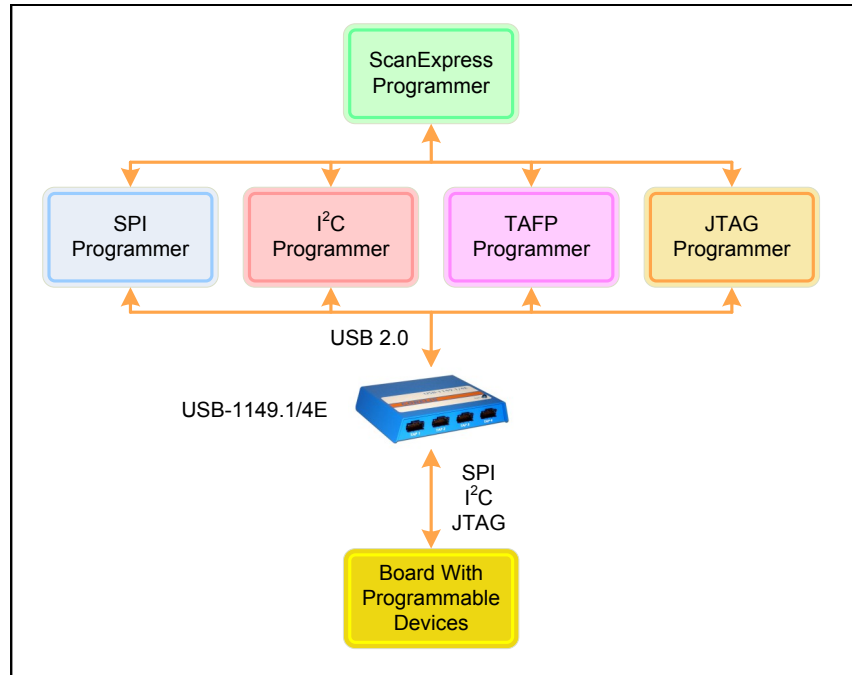 ScanExpress
Programmer
SPI
Programmer
I²C
Programmer
TAFP
Programmer
JTAG
Programmer
USB 2.0
USB-1149.1/4E
SPI
I²C
JTAG
Board With
Programmable
Devices